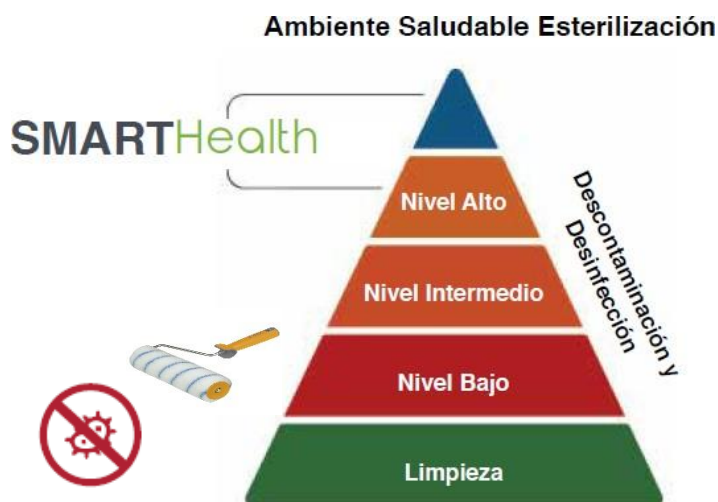 Ambiente Saludable Esterilización
SMARTHealth
Nivel Alto
Nivel Intermedio
Nivel Bajo
Limpieza
Descontaminación y
Desinfección